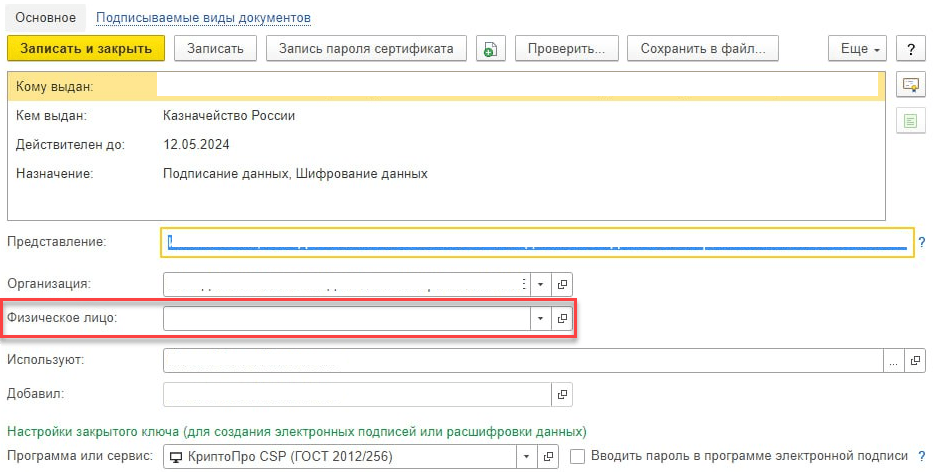 Основное Подписываемые виды документов
Записать и закрыть Записать Запись пароля сертификата Проверить... Сохранить в файл... Еще ?
Кому выдан:
Кем выдан: Казначейство России
Действителен до: 12.05.2024
Назначение: Подписание данных, Шифрование данных
Представление: ?
Организация:
Физическое лицо:
Используют: ...
Добавил:
Настройки закрытого ключа (для создания электронных подписей или расшифровки данных)
Программа или сервис: КриптоПро CSP (ГОСТ 2012/256) Вводить пароль в программе электронной подписи ?